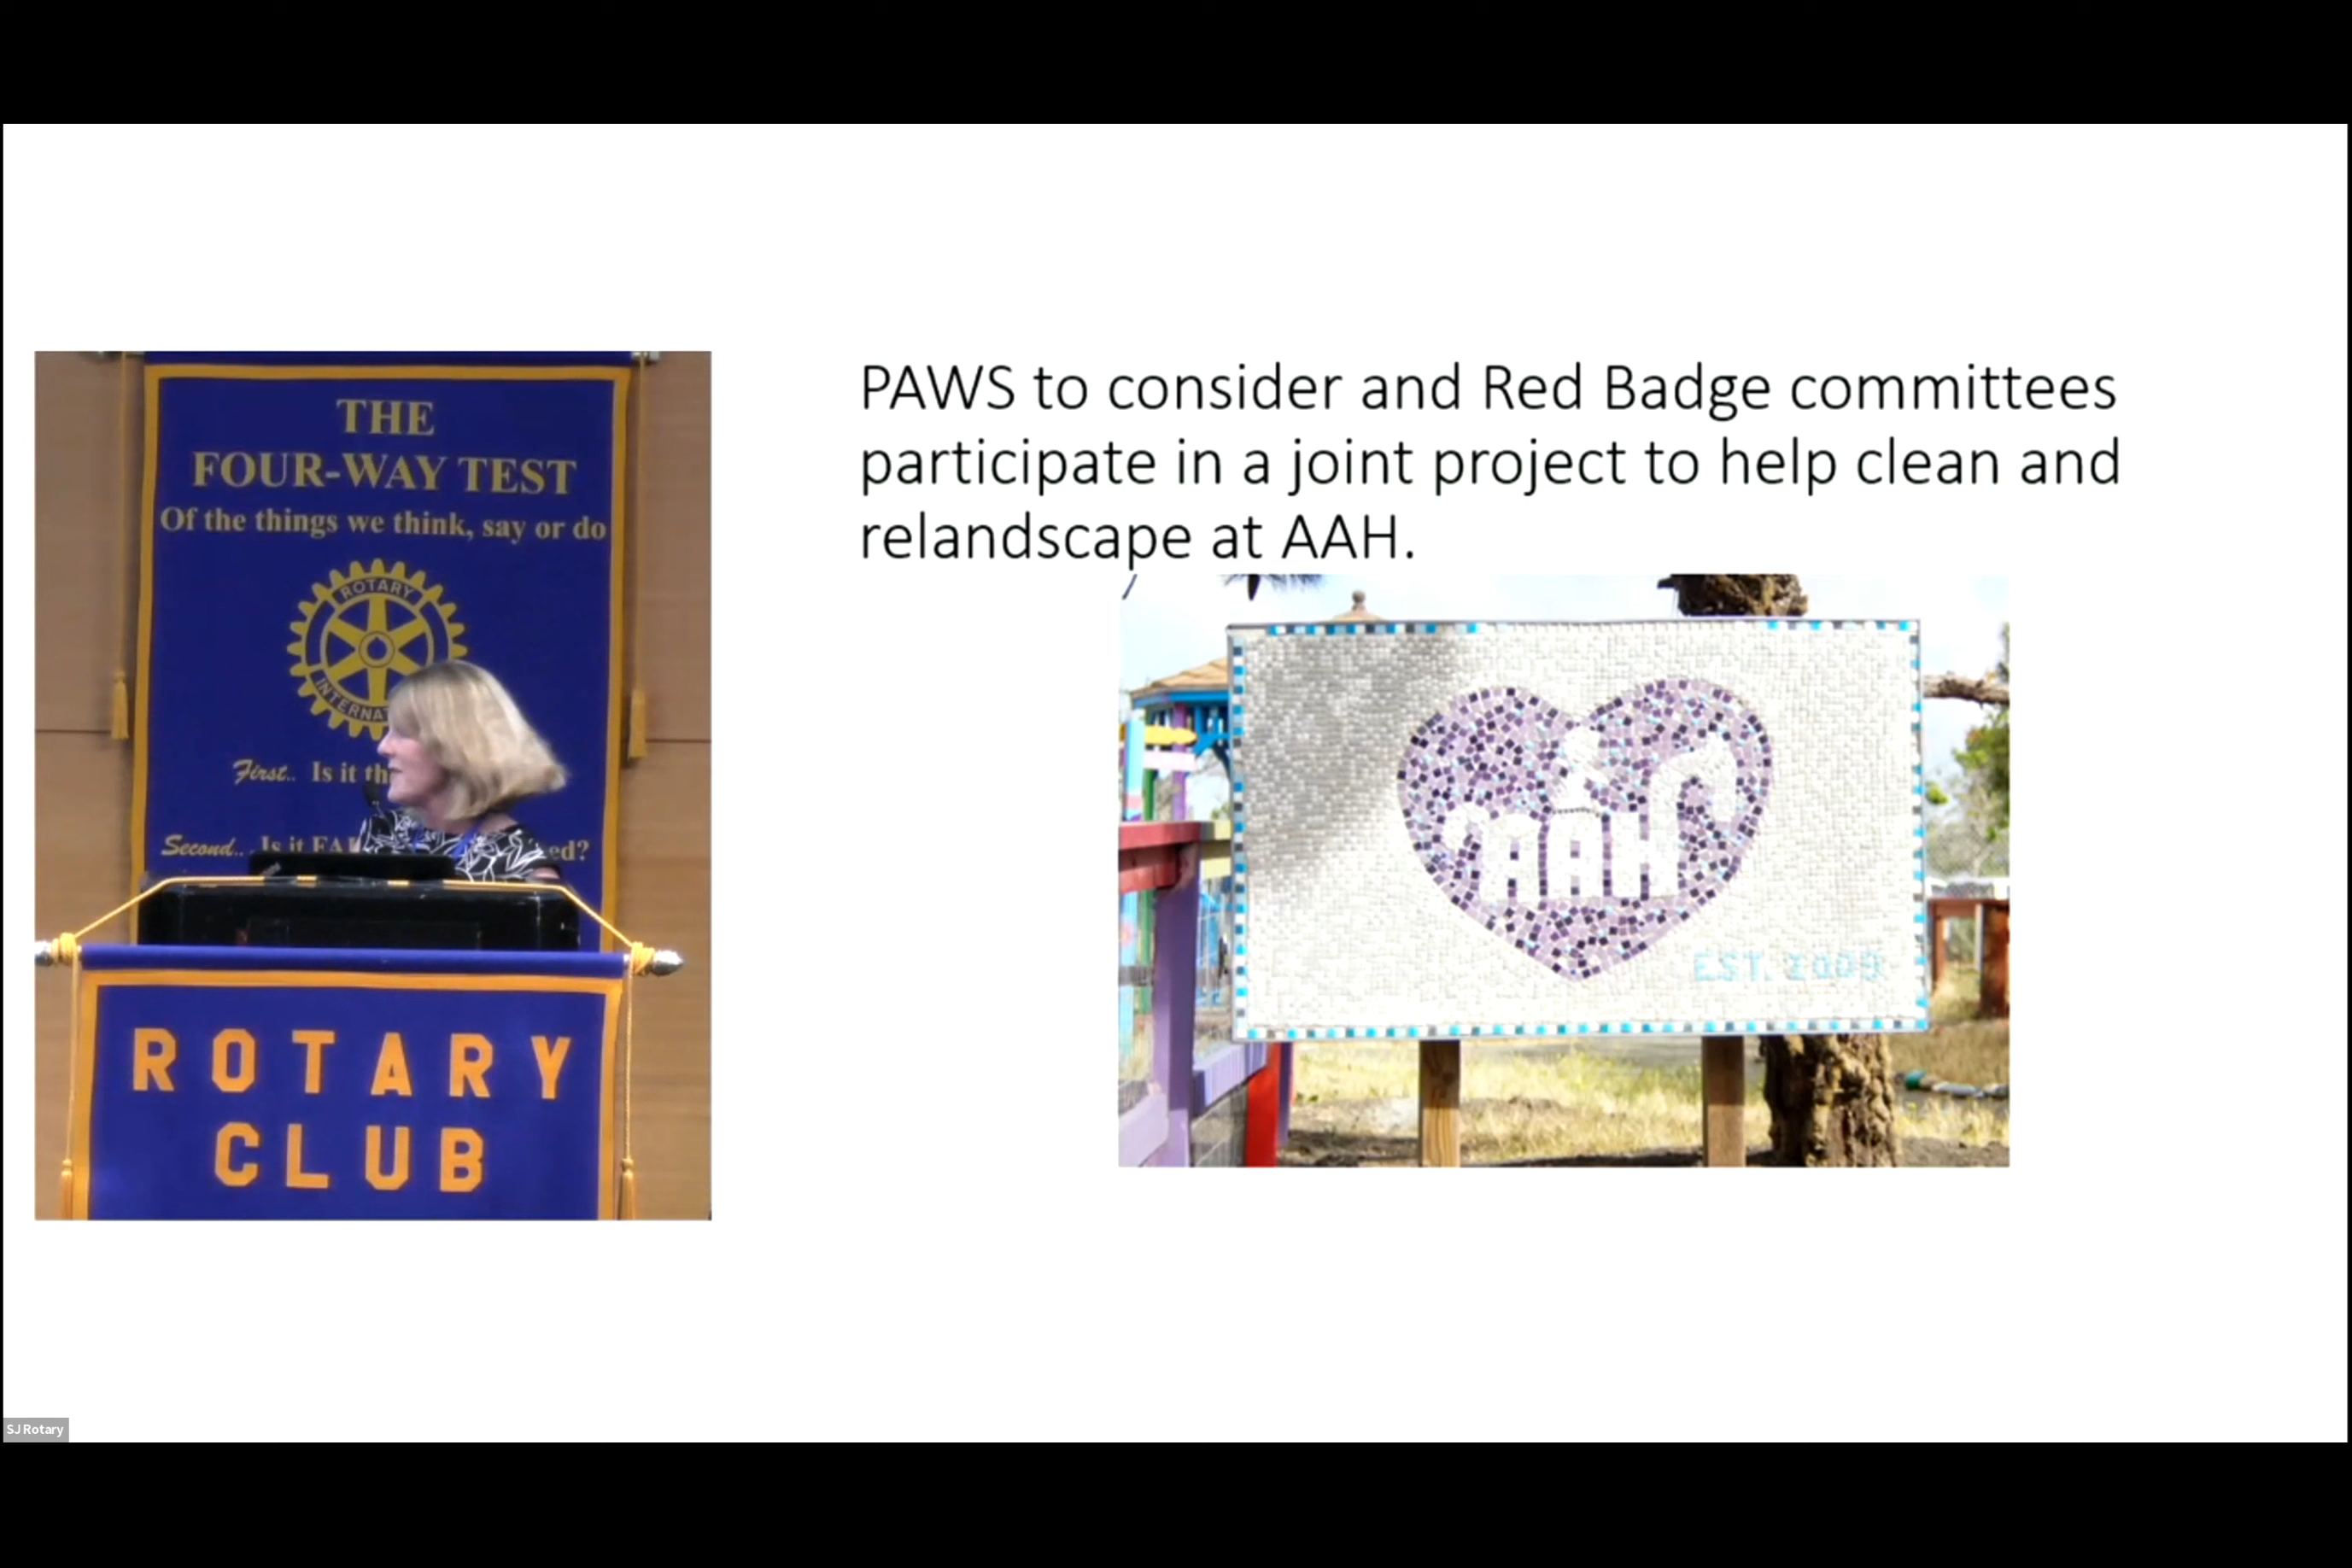 THE
FOUR-WAY TEST
Of the things we think, say or do
ROTARY
First.. Is it th
Second.. Is it FAI ed?
ROTARY
CLUB
PAWS to consider and Red Badge committees
participate in a joint project to help clean and
relandscape at AAH.
AAH
EST. 2009
SJ Rotary